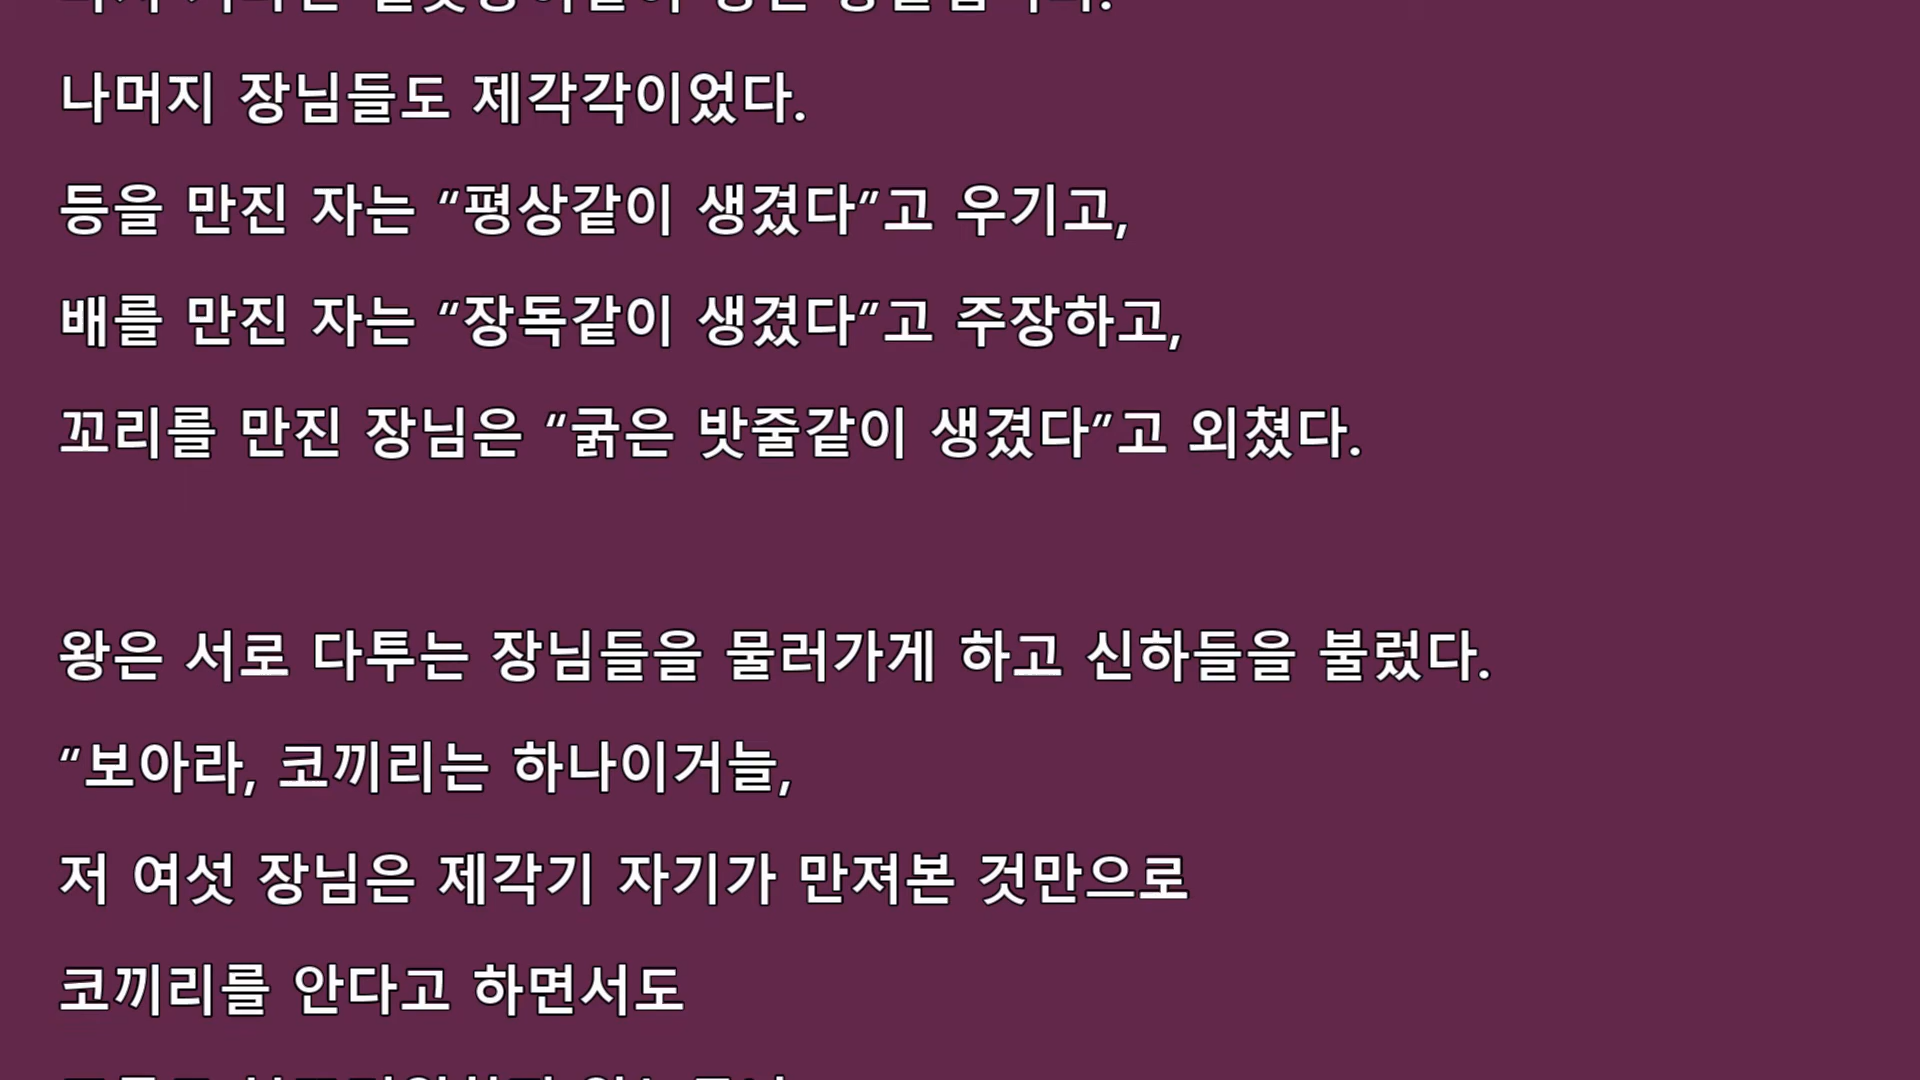 나머지 장님들도 제각각이었다.
등을 만진 자는 “평상같이 생겼다”고 우기고,
배를 만진 자는 “장독같이 생겼다”고 주장하고,
꼬리를 만진 장님은 “굵은 밧줄같이 생겼다”고 외쳤다.
왕은 서로 다투는 장님들을 물러가게 하고 신하들을 불렀다.
“보아라, 코끼리는 하나이거늘,
저 여섯 장님은 제각기 자기가 만져본 것만으로
코끼리를 안다고 하면서도